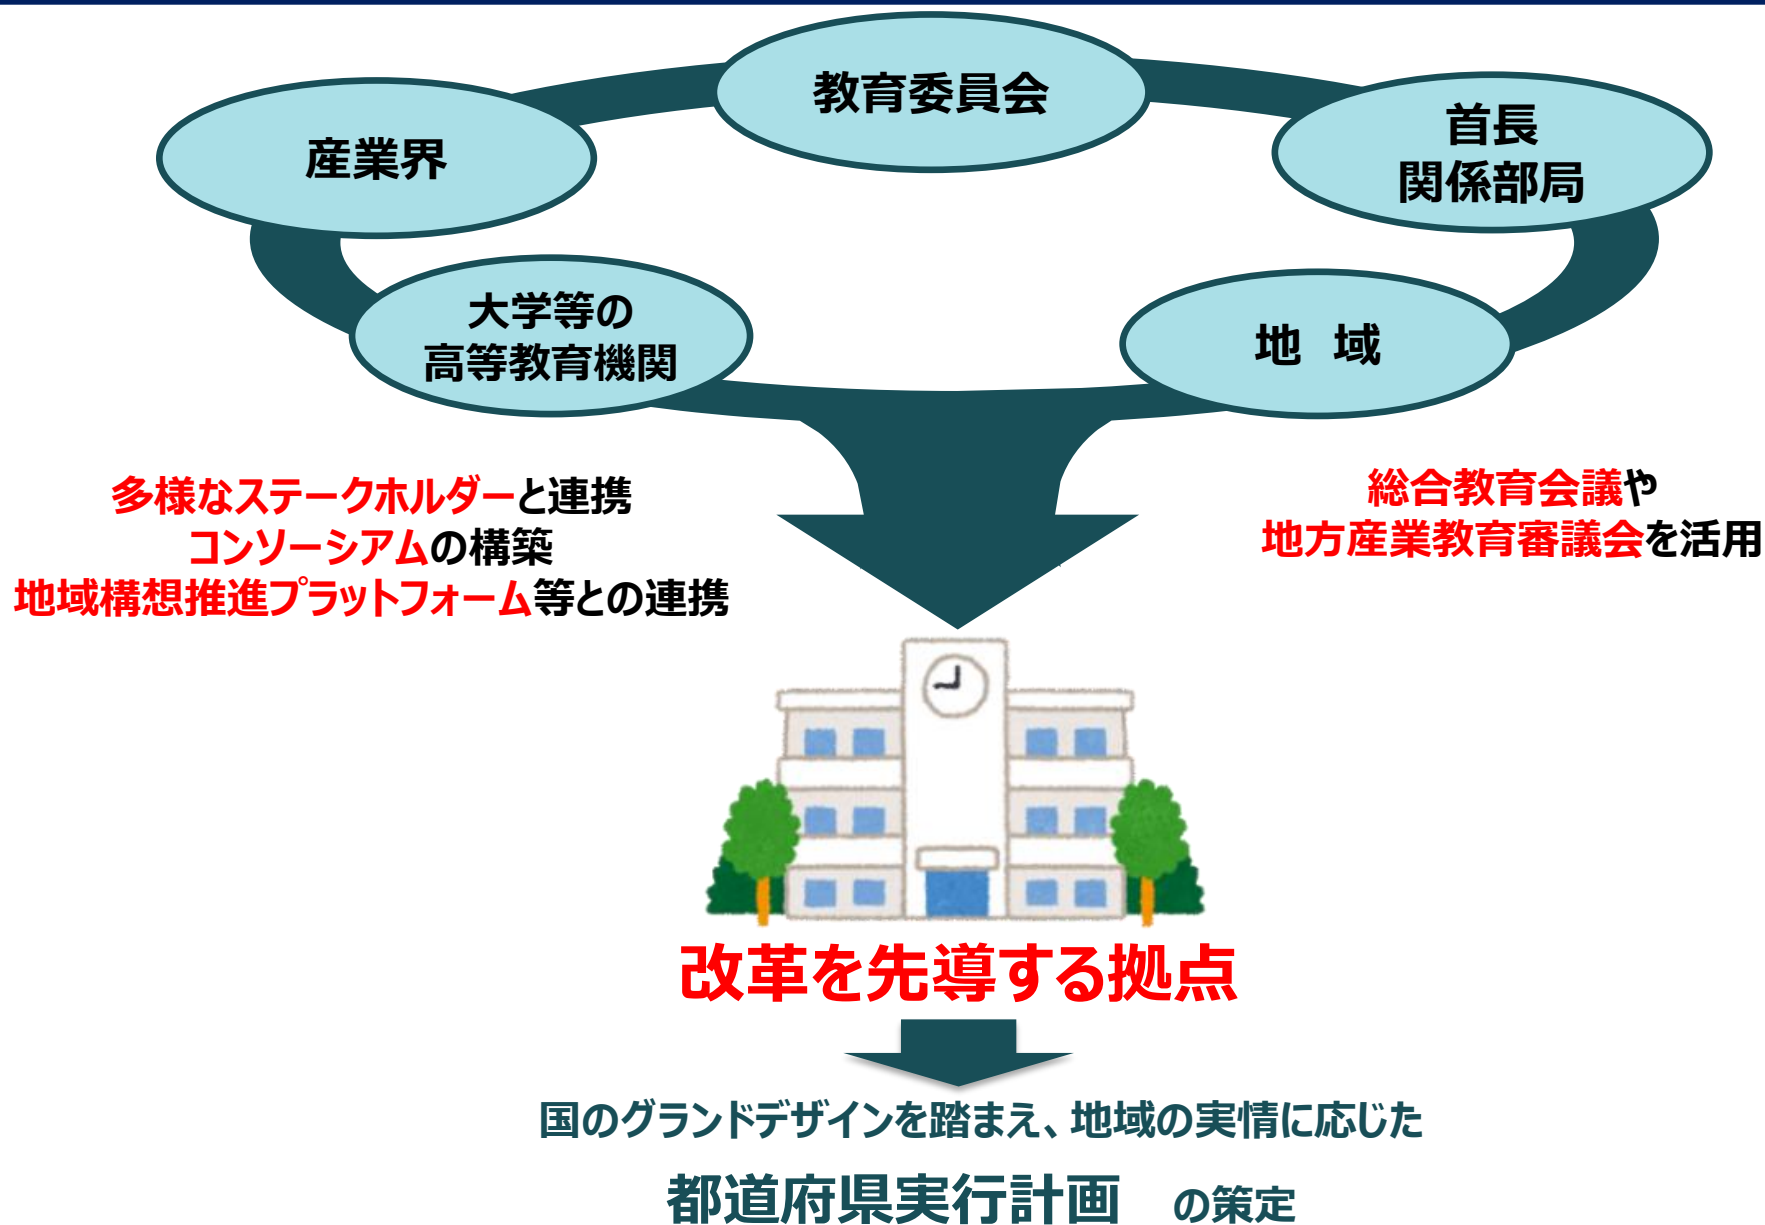 教育委員会
産業界
首長
関係部局
大学等の
高等教育機関
地　域
多様なステークホルダーと連携
コンソーシアムの構築
地域構想推進プラットフォーム等との連携
総合教育会議や
地方産業教育審議会を活用
改革を先導する拠点
国のグランドデザインを踏まえ、地域の実情に応じた
都道府県実行計画　の策定